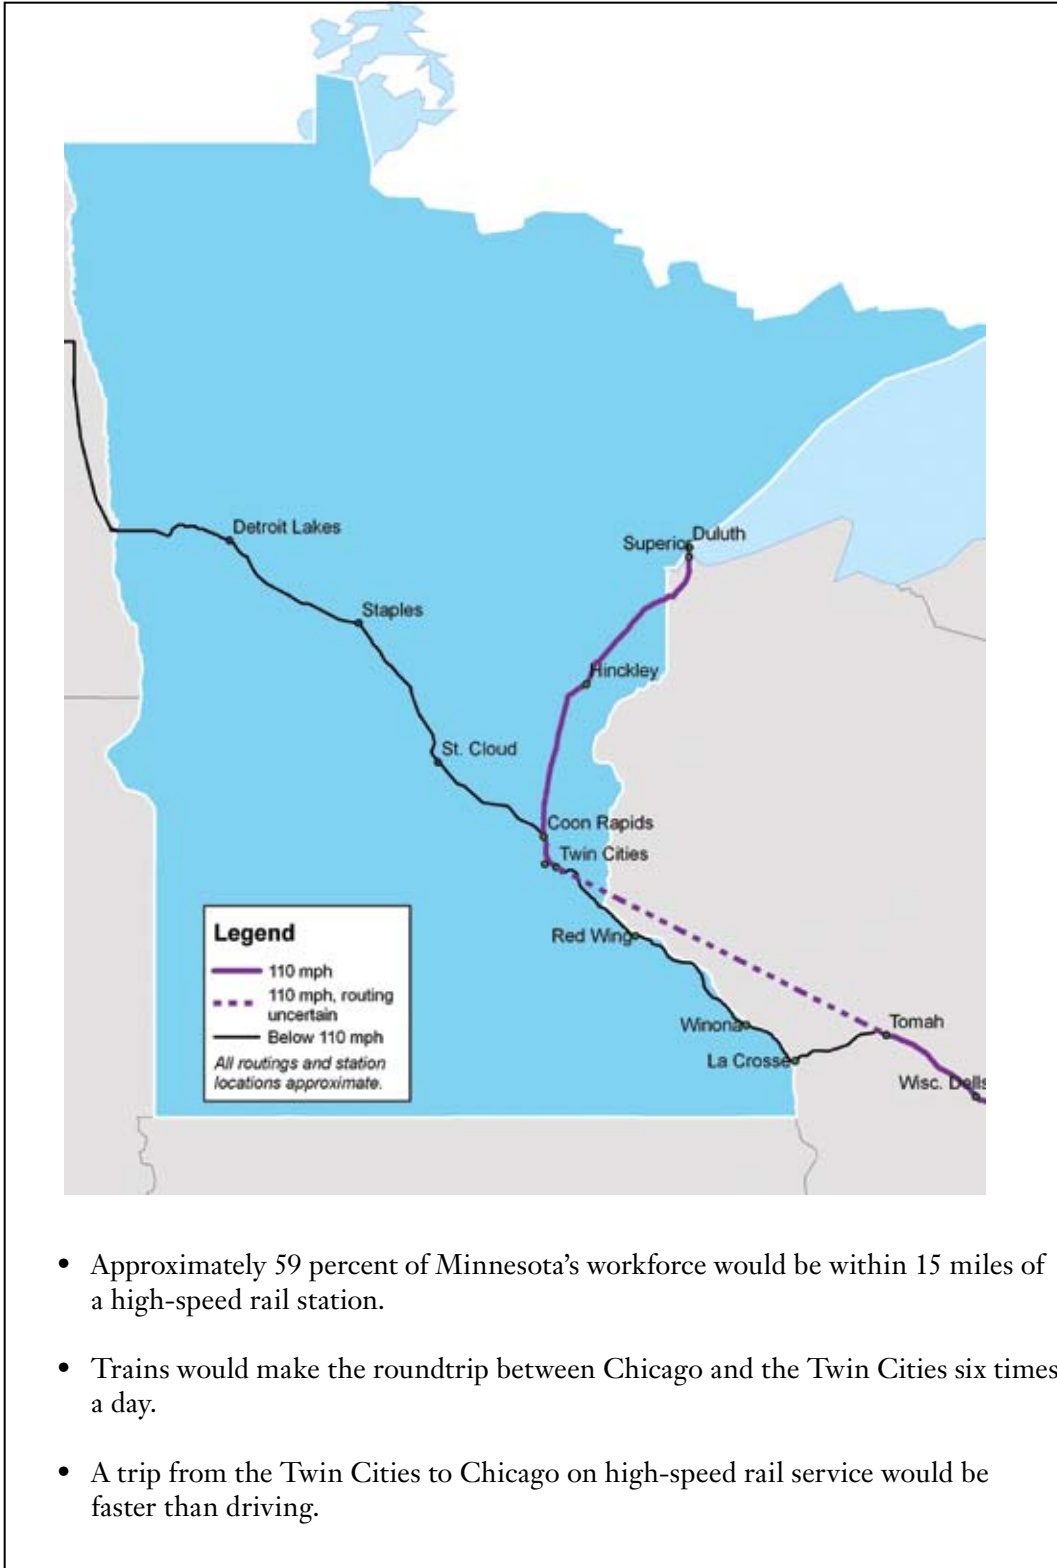 Detroit Lakes
Superior
Duluth
Staples
Hinckley
St. Cloud
Coon Rapids
Twin Cities
Legend
110 mph
110 mph, routing
uncertain
Below 110 mph
All routings and station
locations approximate.
Red Wing
Winona
La Crosse
Tomah
Wisc. Dells
• Approximately 59 percent of Minnesota’s workforce would be within 15 miles of
a high-speed rail station.
• Trains would make the roundtrip between Chicago and the Twin Cities six times
a day.
• A trip from the Twin Cities to Chicago on high-speed rail service would be
faster than driving.